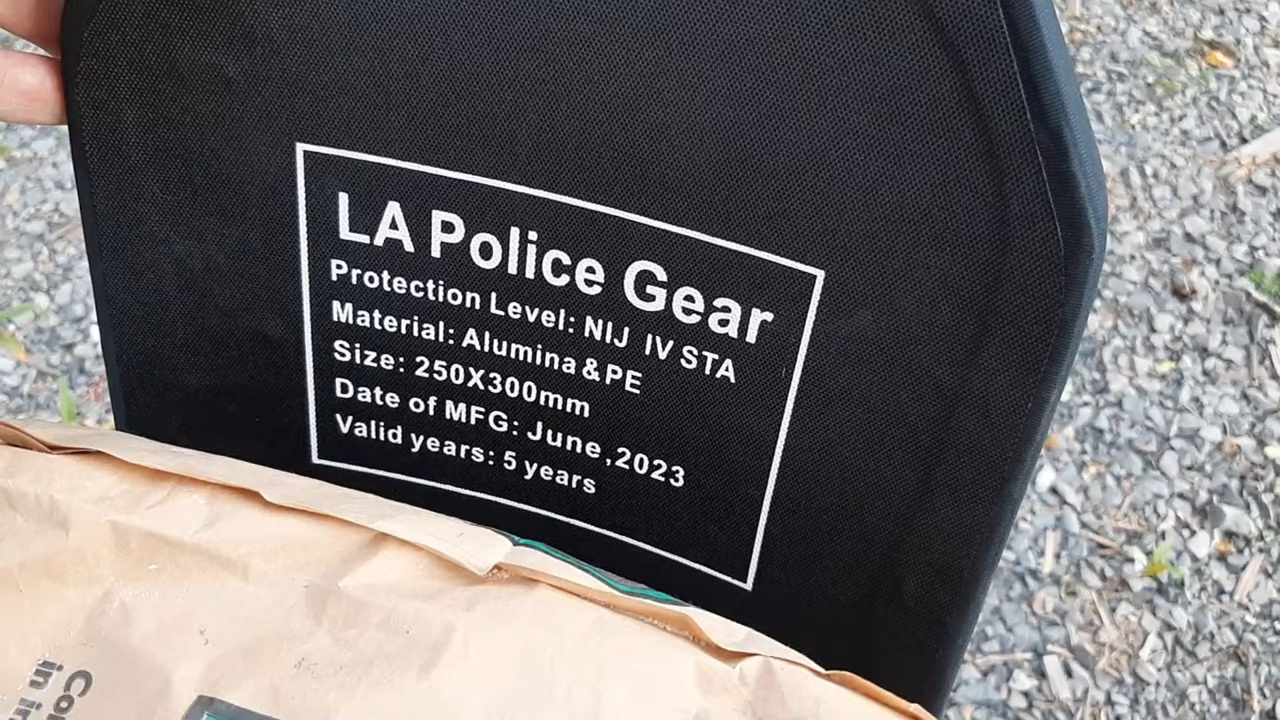 LA Police Gear
Protection Level: NIJ IV STA
Material: Alumina&PE
Size: 250X300mm
Date of MFG: June,2023
Valid years: 5 years